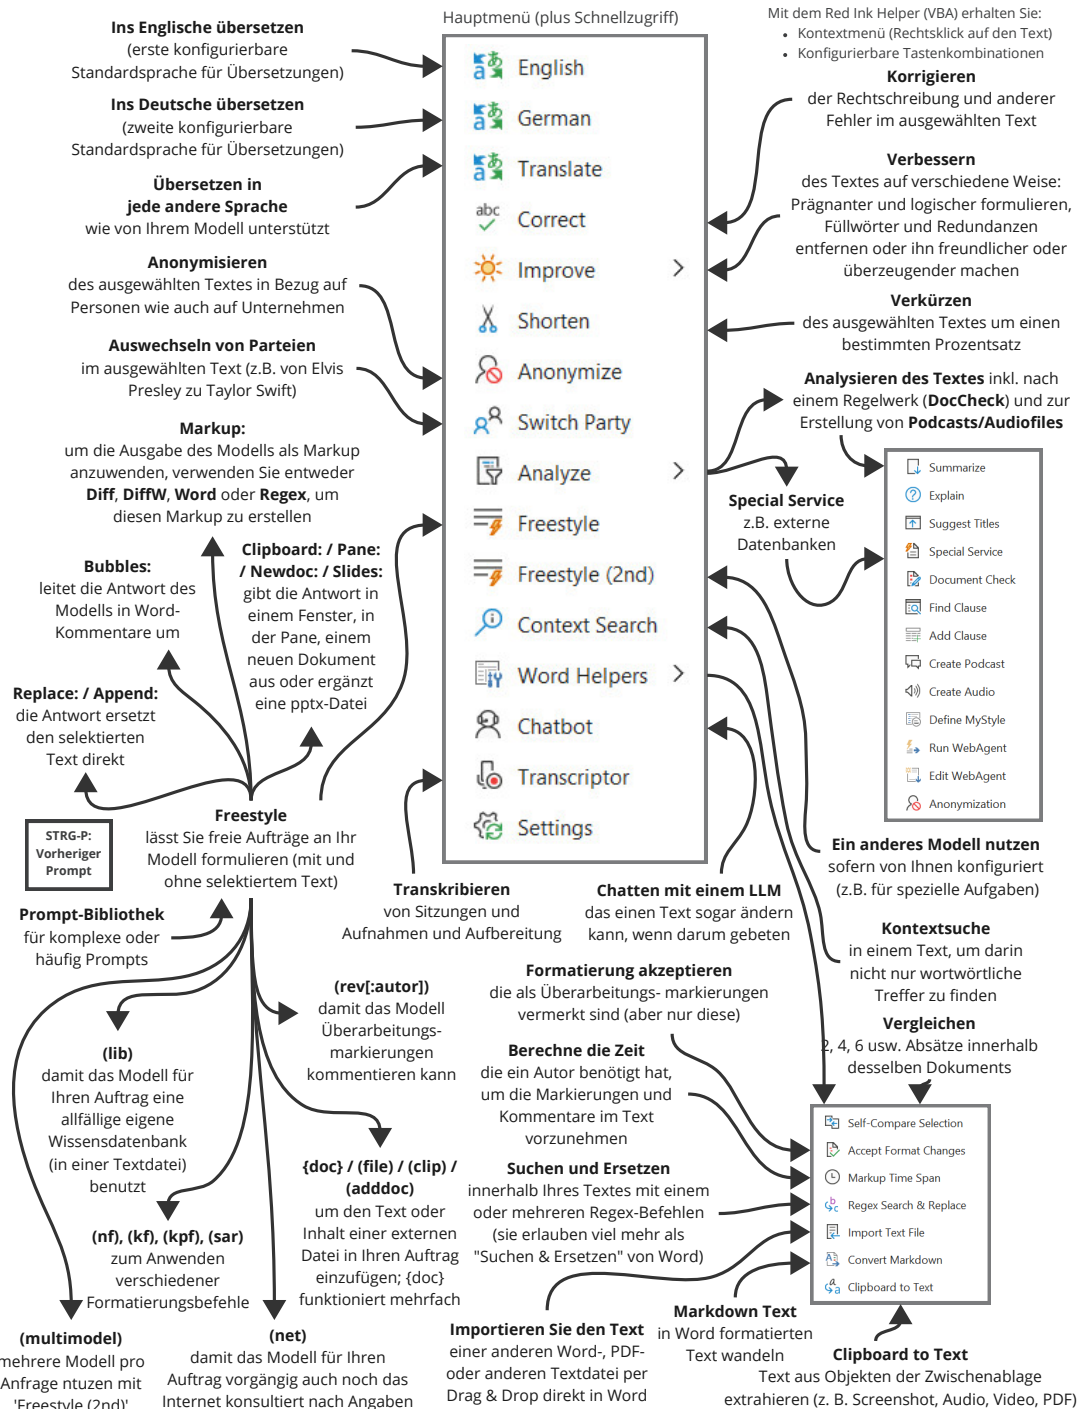 Hauptmenü (plus Schnellzugriff)
Mit dem Red Ink Helper (VBA) erhalten Sie:
• Kontextmenü (Rechtsklick auf den Text)
• Konfigurierbare Tastenkombinationen
Ins Englische übersetzen
(erste konfigurierbare
Standardsprache für Übersetzungen)
Ins Deutsche übersetzen
(zweite konfigurierbare
Standardsprache für Übersetzungen)
Übersetzen in
jede andere Sprache
wie von Ihrem Modell unterstützt
Anonymisieren
des ausgewählten Textes in Bezug auf
Personen wie auch auf Unternehmen
Auswechseln von Parteien
im ausgewählten Text (z.B. von Elvis
Presley zu Taylor Swift)
Markup:
um die Ausgabe des Modells als Markup
anzuwenden, verwenden Sie entweder
Diff, DiffW, Word oder Regex, um
diesen Markup zu erstellen
Bubbles:
leitet die Antwort des
Modells in Word-
Kommentare um
Clipboard: / Pane:
/ Newdoc: / Slides:
gibt die Antwort in
einem Fenster, in
der Pane, einem
neuen Dokument
aus oder ergänzt
eine pptx-Datei
Replace: / Append:
die Antwort ersetzt
den selektierten
Text direkt
STRG-P:
Vorheriger
Prompt
Freestyle
lässt Sie freie Aufträge an Ihr
Modell formulieren (mit und
ohne selektiertem Text)
English
German
Translate
abc
Correct
Improve
Shorten
Anonymize
Switch Party
Analyze
Freestyle
Freestyle (2nd)
Context Search
Word Helpers
Chatbot
Transcriptor
Settings
Korrigieren
der Rechtschreibung und anderer
Fehler im ausgewählten Text
Verbessern
des Textes auf verschiedene Weise:
Prägnanter und logischer formulieren,
Füllwörter und Redundanzen
entfernen oder ihn freundlicher oder
überzeugender machen
Verkürzen
des ausgewählten Textes um einen
bestimmten Prozentsatz
Analysieren des Textes inkl. nach
einem Regelwerk (DocCheck) und zur
Erstellung von Podcasts/Audiofiles
Special Service
z.B. externe
Datenbanken
Summarize
Explain
Suggest Titles
Special Service
Document Check
Find Clause
Add Clause
Create Podcast
Create Audio
Define MyStyle
Run WebAgent
Edit WebAgent
Anonymization
Ein anderes Modell nutzen
sofern von Ihnen konfiguriert
(z.B. für spezielle Aufgaben)
Kontextsuche
in einem Text, um darin
nicht nur wortwörtliche
Treffer zu finden
Vergleichen
2, 4, 6 usw. Absätze innerhalb
desselben Dokuments
Transkribieren
von Sitzungen und
Aufnahmen und Aufbereitung
Chatten mit einem LLM
das einen Text sogar ändern
kann, wenn darum gebeten
Prompt-Bibliothek
für komplexe oder
häufig Prompts
(lib)
damit das Modell für
Ihren Auftrag eine
allfällige eigene
Wissensdatenbank
(in einer Textdatei)
benutzt
(rev[:autor])
damit das Modell
Überarbeitungs-
markierungen
kommentieren kann
{doc} / (file) / (clip) /
(adddoc)
um den Text oder
Inhalt einer externen
Datei in Ihren Auftrag
einzufügen; {doc}
funktioniert mehrfach
(nf), (kf), (kpf), (sar)
zum Anwenden
verschiedener
Formatierungsbefehle
(multimodel)
mehrere Modell pro
Anfrage ntuzen mit
'Freestyle (2nd)'
(net)
damit das Modell für Ihren
Auftrag vorgängig auch noch das
Internet konsultiert nach Angaben
Formatierung akzeptieren
die als Überarbeitungs- markierungen
vermerkt sind (aber nur diese)
Berechne die Zeit
die ein Autor benötigt hat,
um die Markierungen und
Kommentare im Text
vorzunehmen
Suchen und Ersetzen
innerhalb Ihres Textes mit einem
oder mehreren Regex-Befehlen
(sie erlauben viel mehr als
"Suchen & Ersetzen" von Word)
Importieren Sie den Text
einer anderen Word-, PDF-
oder anderen Textdatei per
Drag & Drop direkt in Word
Markdown Text
in Word formatierten
Text wandeln
Self-Compare Selection
Accept Format Changes
Markup Time Span
Regex Search & Replace
Import Text File
Convert Markdown
Clipboard to Text
Clipboard to Text
Text aus Objekten der Zwischenablage
extrahieren (z. B. Screenshot, Audio, Video, PDF)